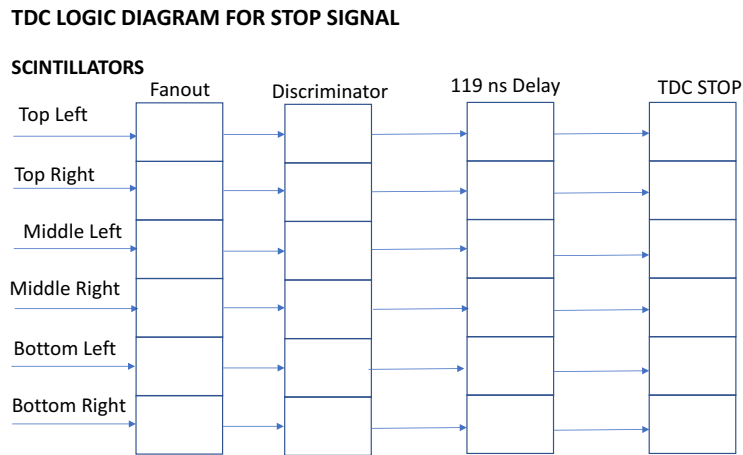 TDC LOGIC DIAGRAM FOR STOP SIGNAL
SCINTILLATORS
Fanout
Discriminator
119 ns Delay
TDC STOP
Top Left
Top Right
Middle Left
Middle Right
Bottom Left
Bottom Right